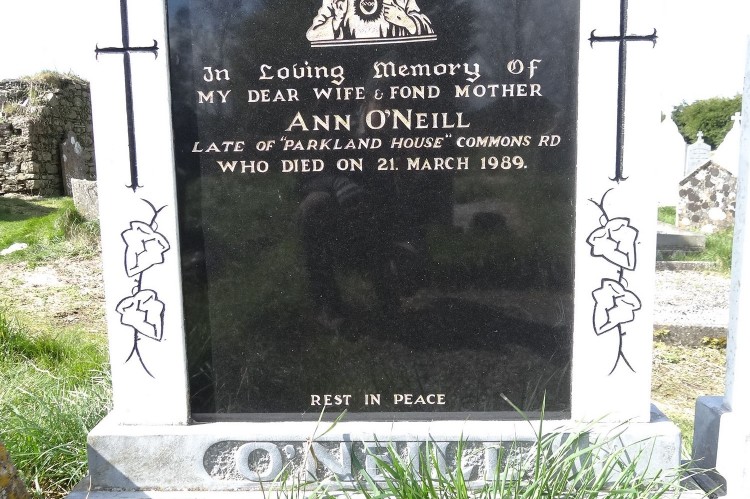 In Loving Memory Of
MY DEAR WIFE & FOND MOTHER
ANN O'NEILL
LATE OF "PARKLAND HOUSE" COMMONS RD
WHO DIED ON 21. MARCH 1989.
REST IN PEACE
O'NEILL